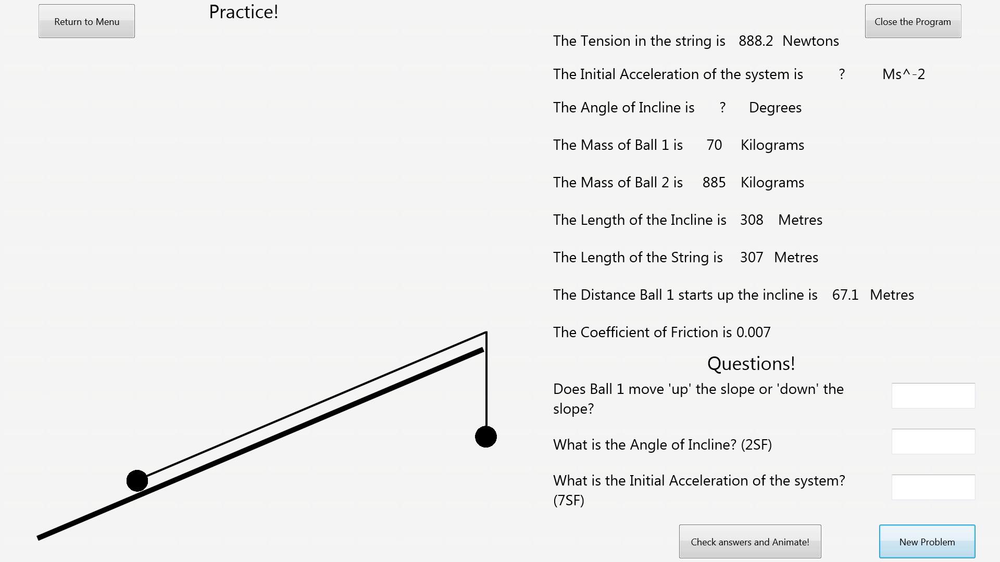 Return to Menu
Practice!
Close the Program
The Tension in the string is 888.2 Newtons
The Initial Acceleration of the system is ? Ms^-2
The Angle of Incline is ? Degrees
The Mass of Ball 1 is 70 Kilograms
The Mass of Ball 2 is 885 Kilograms
The Length of the Incline is 308 Metres
The Length of the String is 307 Metres
The Distance Ball 1 starts up the incline is 67.1 Metres
The Coefficient of Friction is 0.007
Questions!
Does Ball 1 move 'up' the slope or 'down' the
slope?
What is the Angle of Incline? (2SF)
What is the Initial Acceleration of the system?
(7SF)
Check answers and Animate!
New Problem